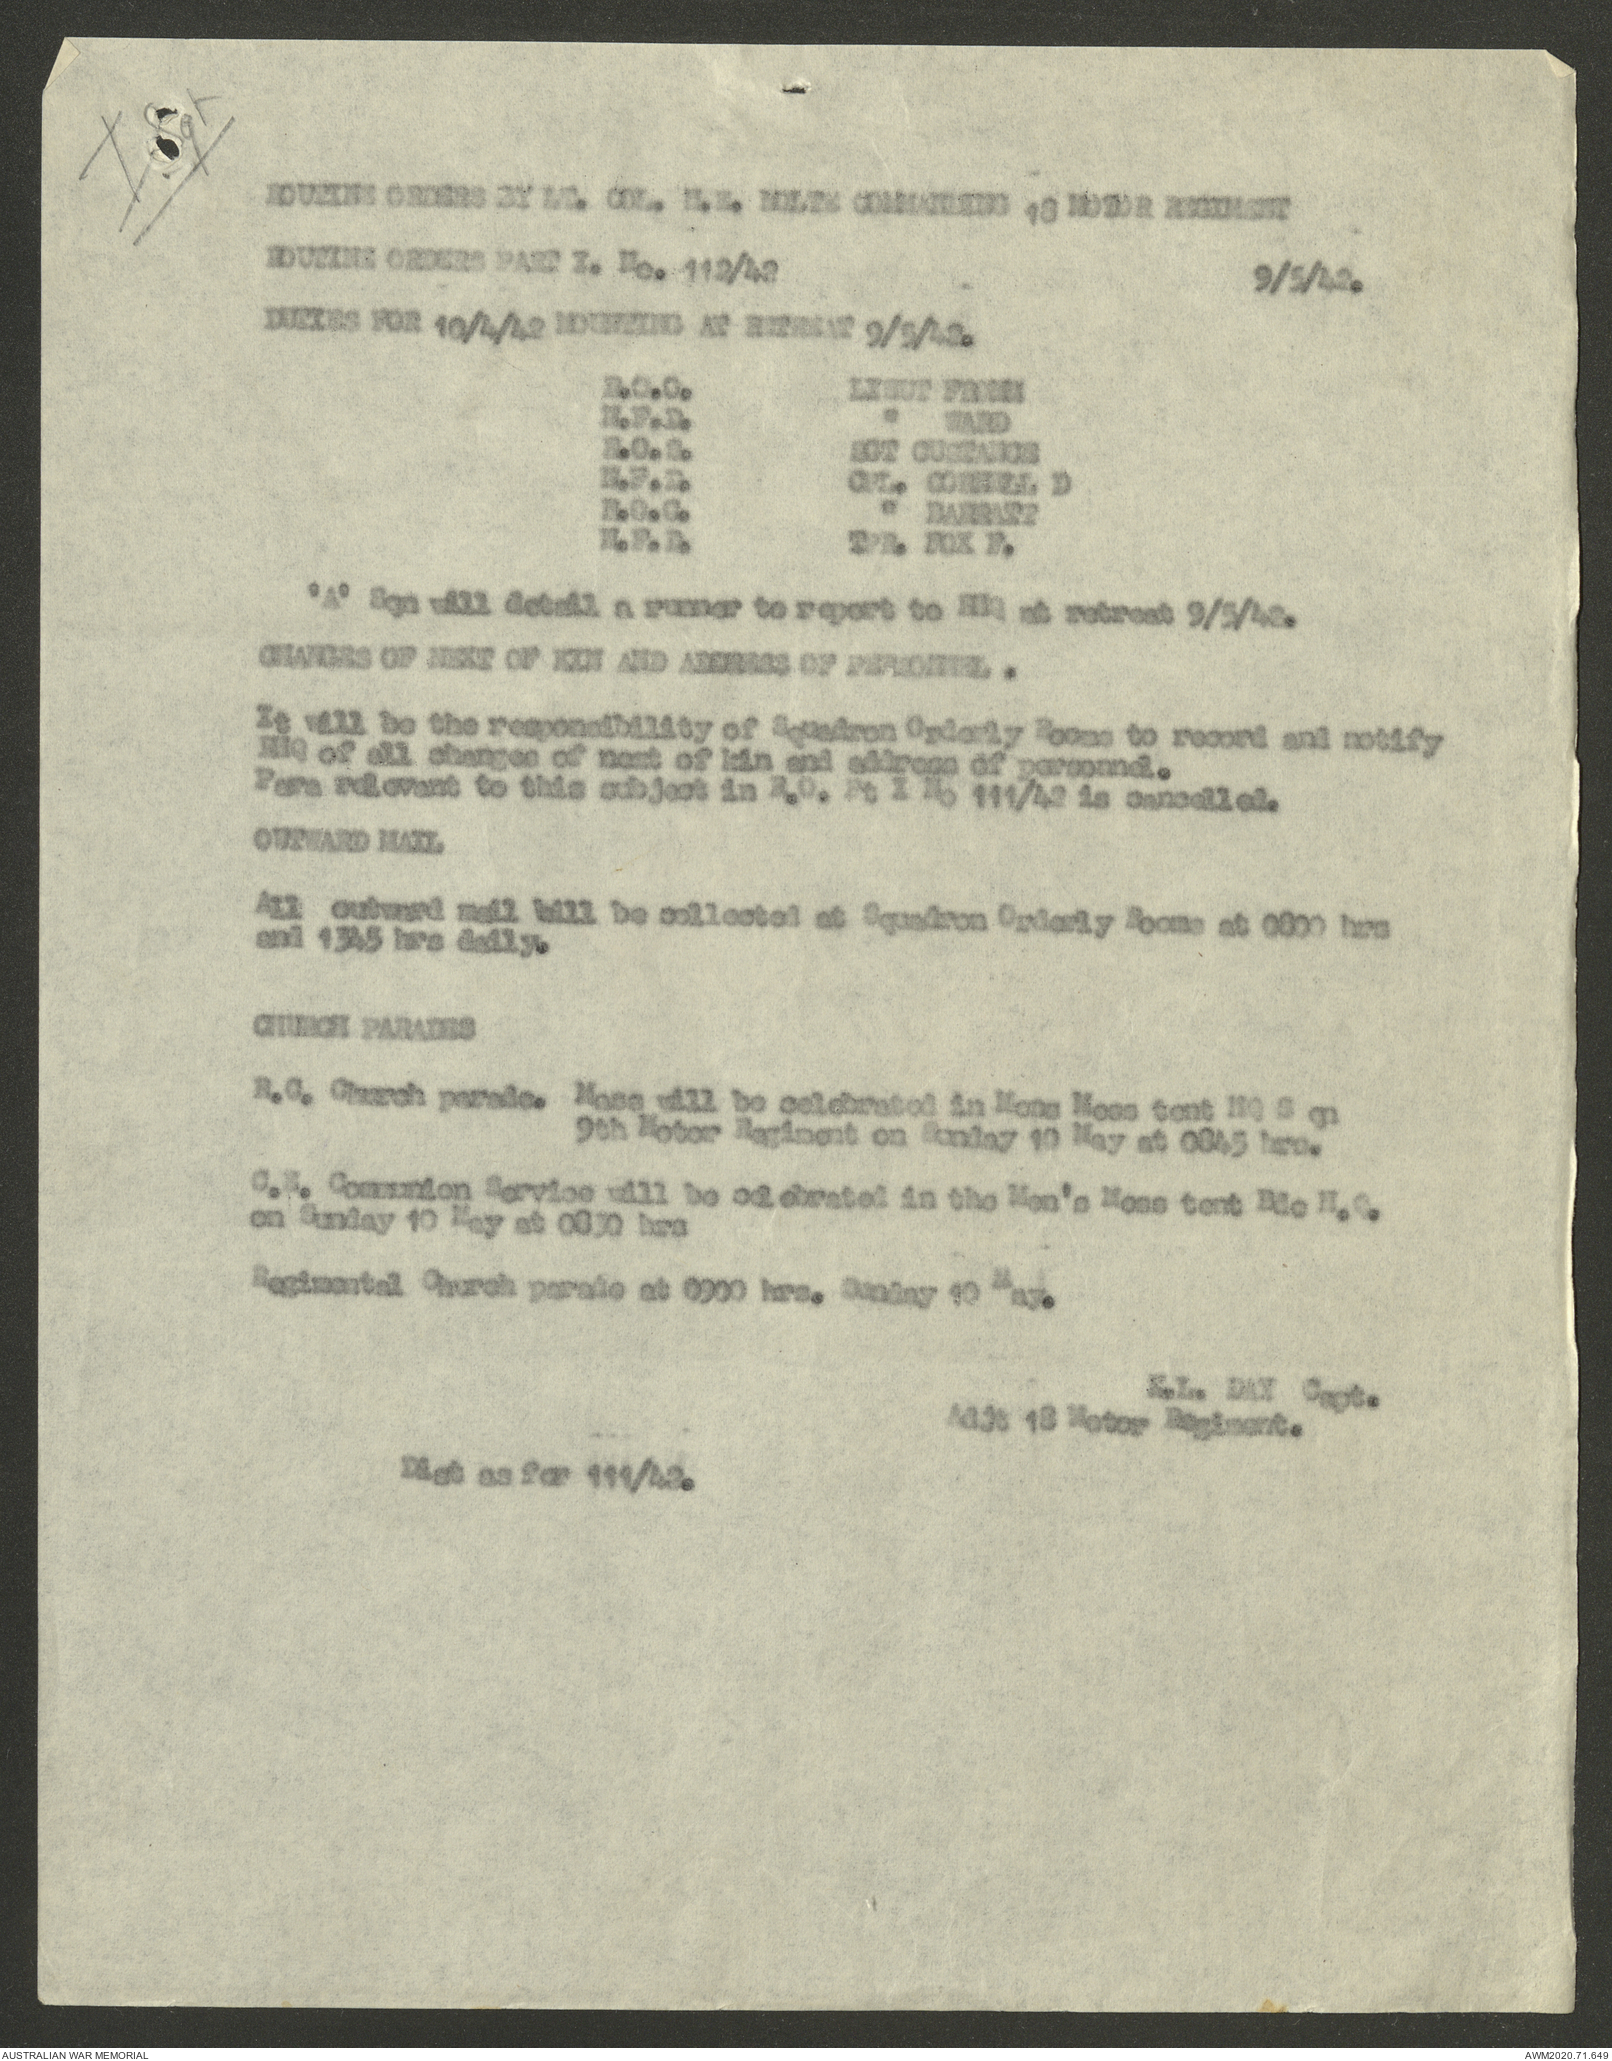 ROUTINE ORDERS BY LT. COL. COMMANDING 18 MOTOR REGIMENT
ROUTINE ORDERS PART I. No. 112/42 9/5/42.
DUTIES FOR 10/4/42 MOUNTING AT RETREAT 9/5/42.
R.O.O. LIEUT
N.F.D. " WARD
R.O.S. SGT CUSTANCE
N.F.D. CPL. CORNELL D
R.O.C. " BARRATT
N.F.D. TPR. FOX F.
'A' Sqn will detail a runner to report to RHQ at retreat 9/5/42.
CHANGES OF NEXT OF KIN AND ADDRESS OF PERSONNEL .
It will be the responsibility of Squadron Orderly Rooms to record and notify
RHQ of all changes of next of kin and address of personnel.
Para relevant to this subject in R.O. Pt I No 111/42 is cancelled.
OUTWARD MAIL
All outward mail will be collected at Squadron Orderly Rooms at 0800 hrs
and 1345 hrs daily.
CHURCH PARADES
R.C. Church parade. Mass will be celebrated in Mens Mess tent HQ S qn
9th Motor Regiment on Sunday 10 May at 0845 hrs.
C.E. Communion Service will be celebrated in the Men's Mess tent Bde H.Q.
on Sunday 10 May at 0830 hrs
Regimental Church parade at 0900 hrs. Sunday 10 May.
DAY Capt.
Adjt 18 Motor Regiment.
Dist as for 111/42.
AUSTRALIAN WAR MEMORIAL AWM2020.71.649